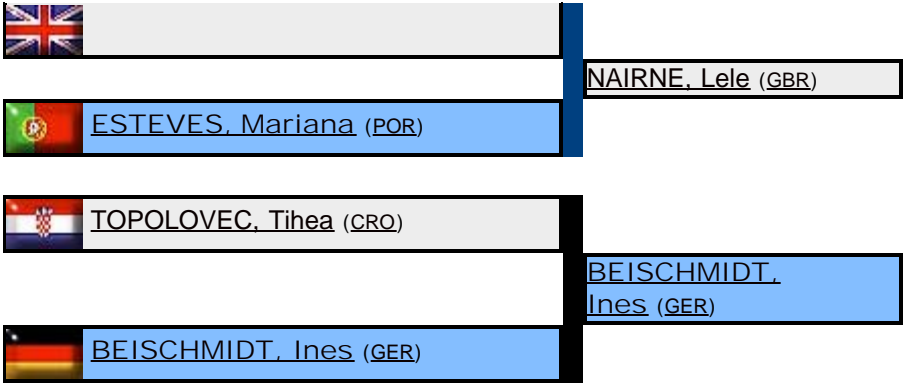 NAIRNE, Lele (GBR)
ESTEVES, Mariana (POR)
TOPOLOVEC, Tihea (CRO)
BEISCHMIDT,
Ines (GER)
BEISCHMIDT, Ines (GER)